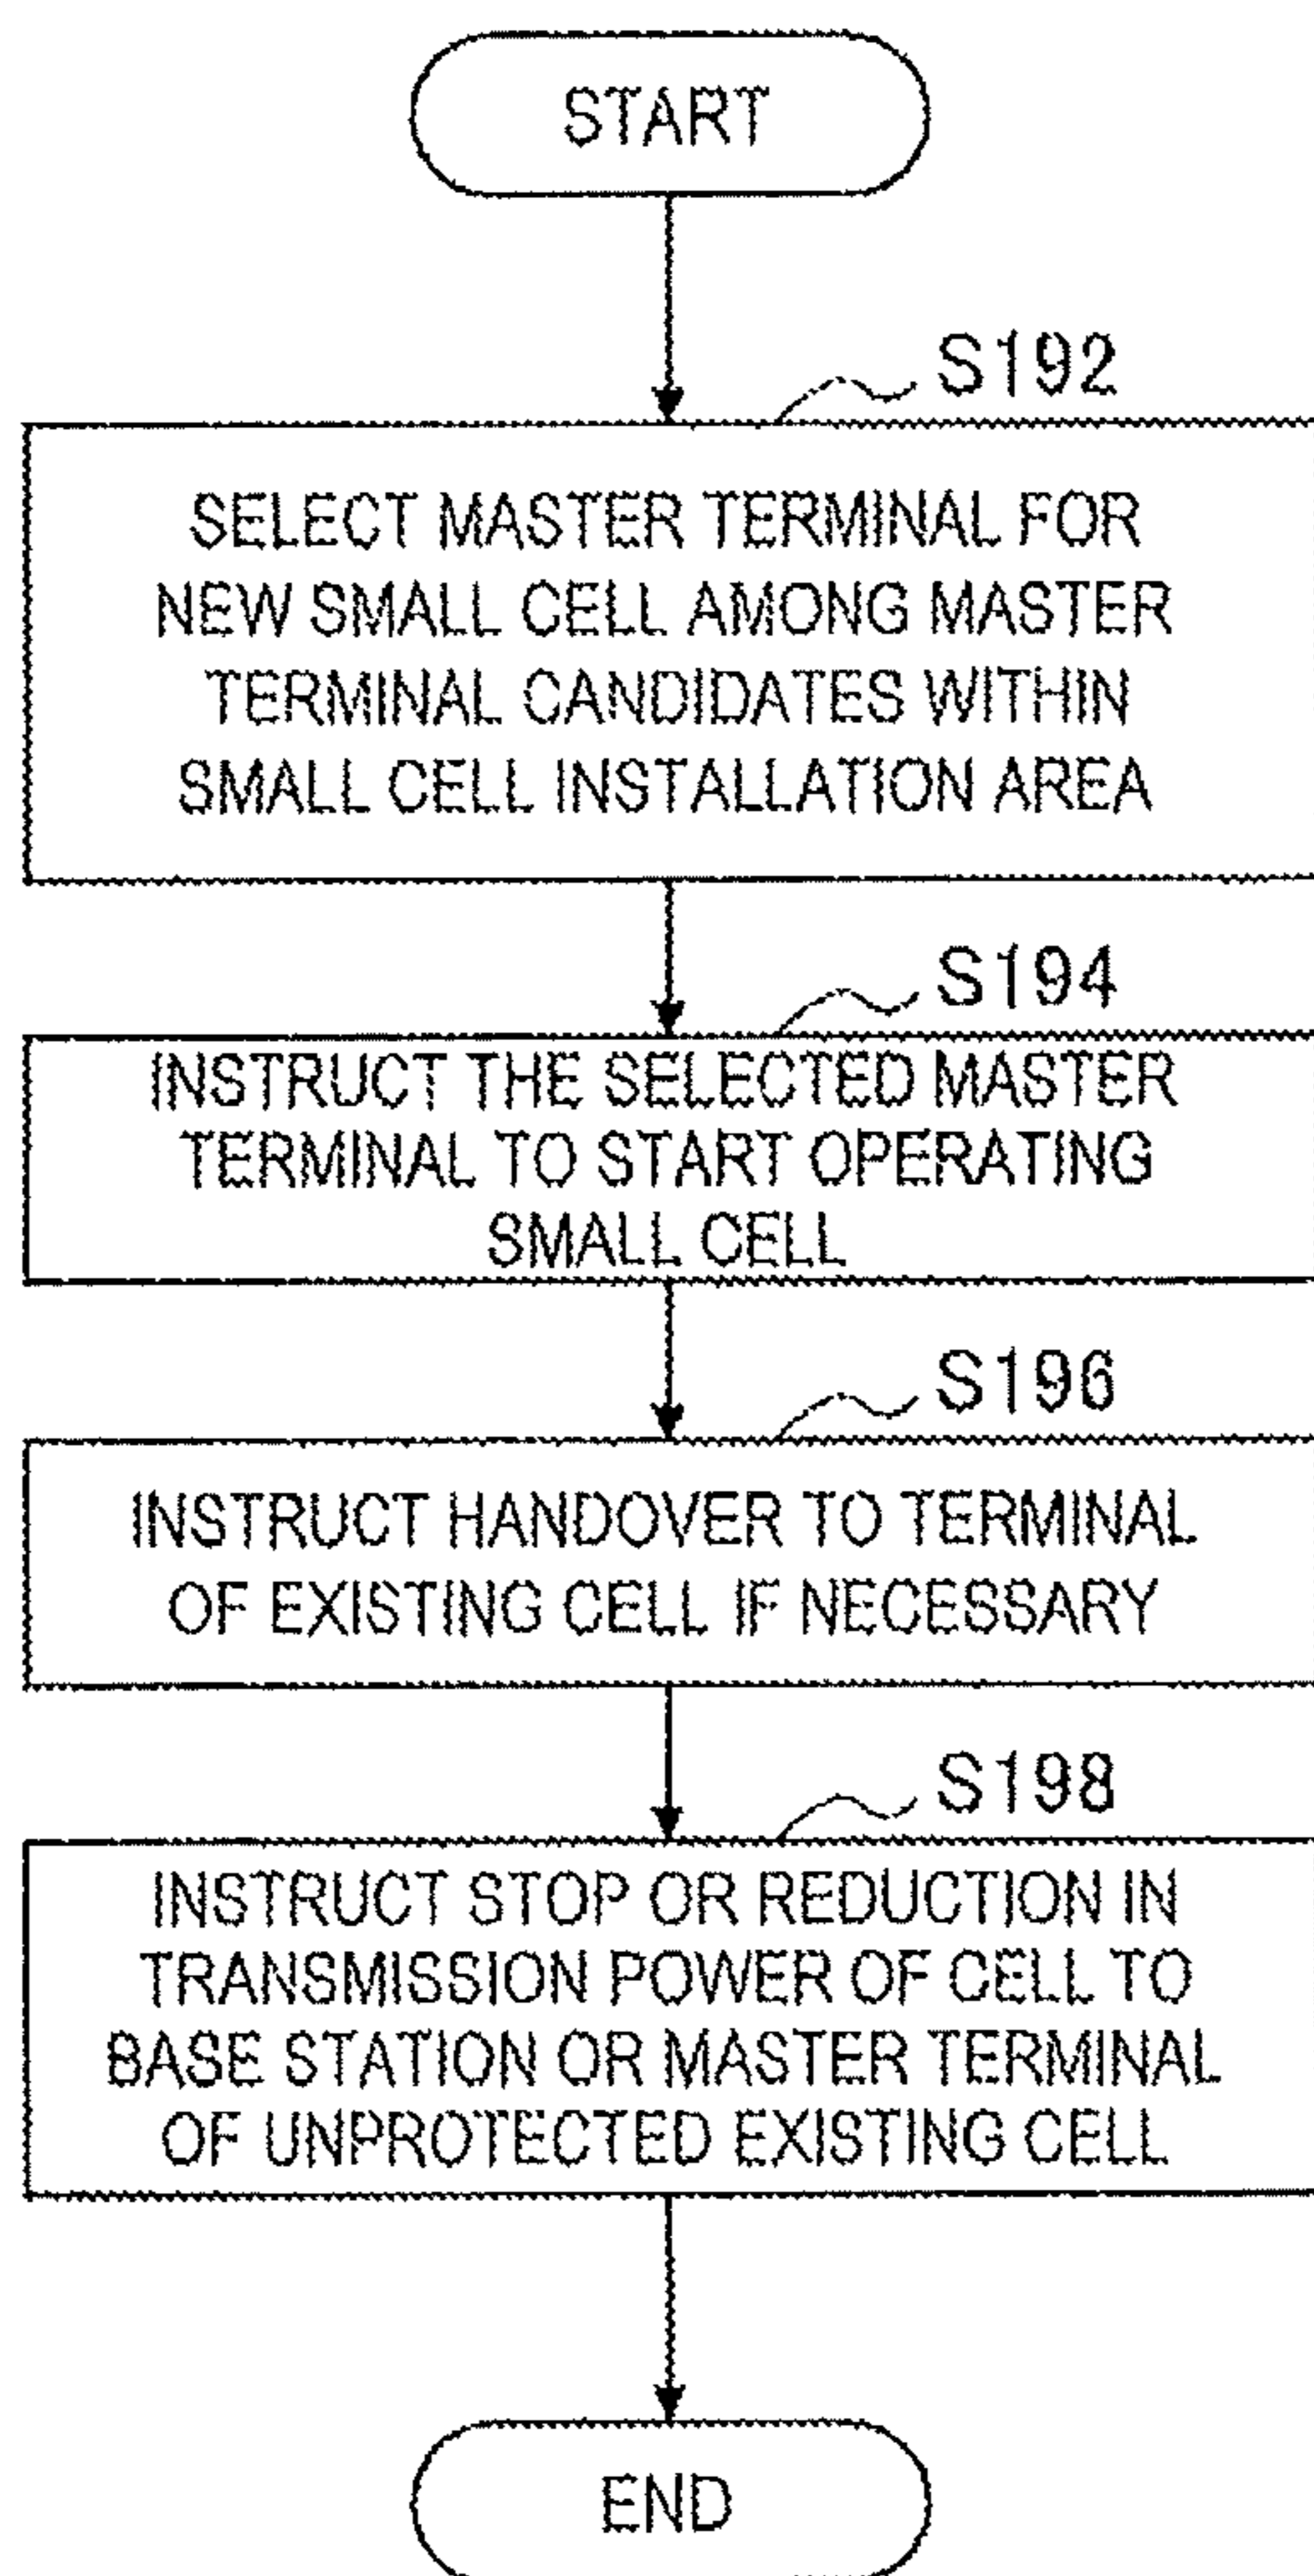 START
S192
SELECT MASTER TERMINAL FOR
NEW SMALL CELL AMONG MASTER
TERMINAL CANDIDATES WITHIN
SMALL CELL INSTALLATION AREA
S194
INSTRUCT THE SELECTED MASTER
TERMINAL TO START OPERATING
SMALL CELL
S196
INSTRUCT HANDOVER TO TERMINAL
OF EXISTING CELL IF NECESSARY
S198
INSTRUCT STOP OR REDUCTION IN
TRANSMISSION POWER OF CELL TO
BASE STATION OR MASTER TERMINAL
OF UNPROTECTED EXISTING CELL
END